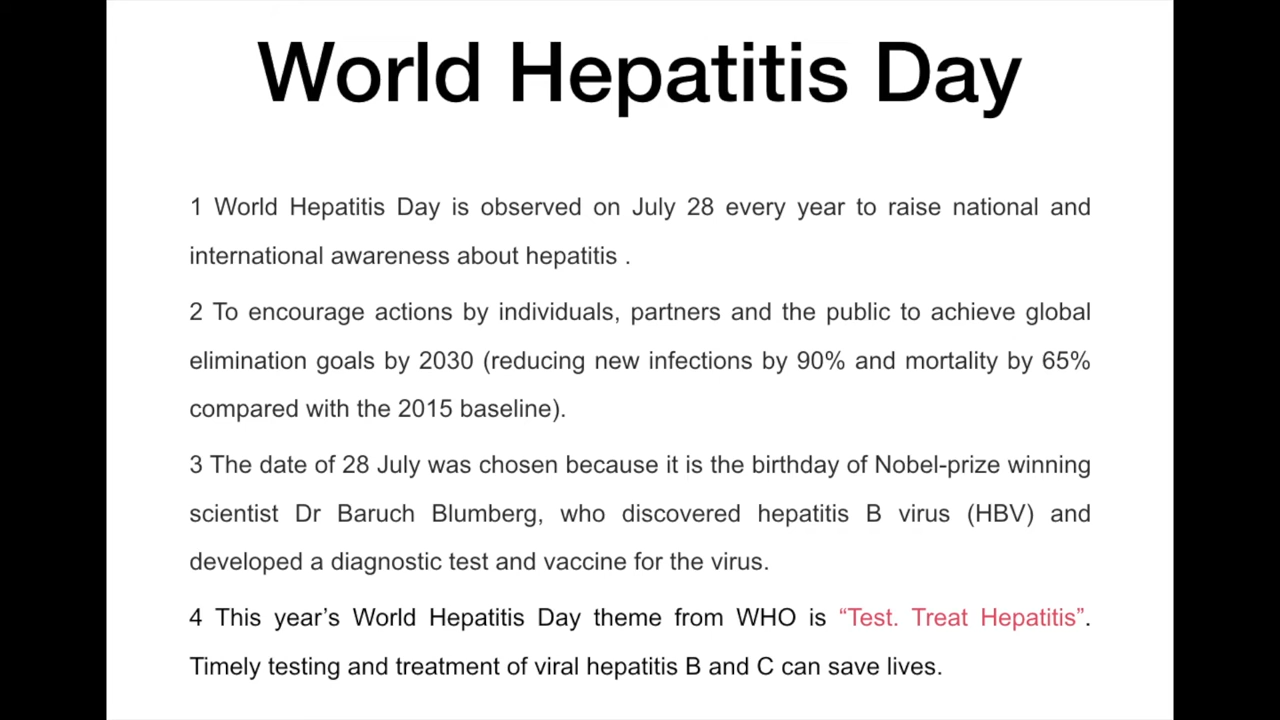 World Hepatitis Day
1 World Hepatitis Day is observed on July 28 every year to raise national and
international awareness about hepatitis .
2 To encourage actions by individuals, partners and the public to achieve global
elimination goals by 2030 (reducing new infections by 90% and mortality by 65%
compared with the 2015 baseline).
3 The date of 28 July was chosen because it is the birthday of Nobel-prize winning
scientist Dr Baruch Blumberg, who discovered hepatitis B virus (HBV) and
developed a diagnostic test and vaccine for the virus.
4 This year’s World Hepatitis Day theme from WHO is “Test. Treat Hepatitis”.
Timely testing and treatment of viral hepatitis B and C can save lives.